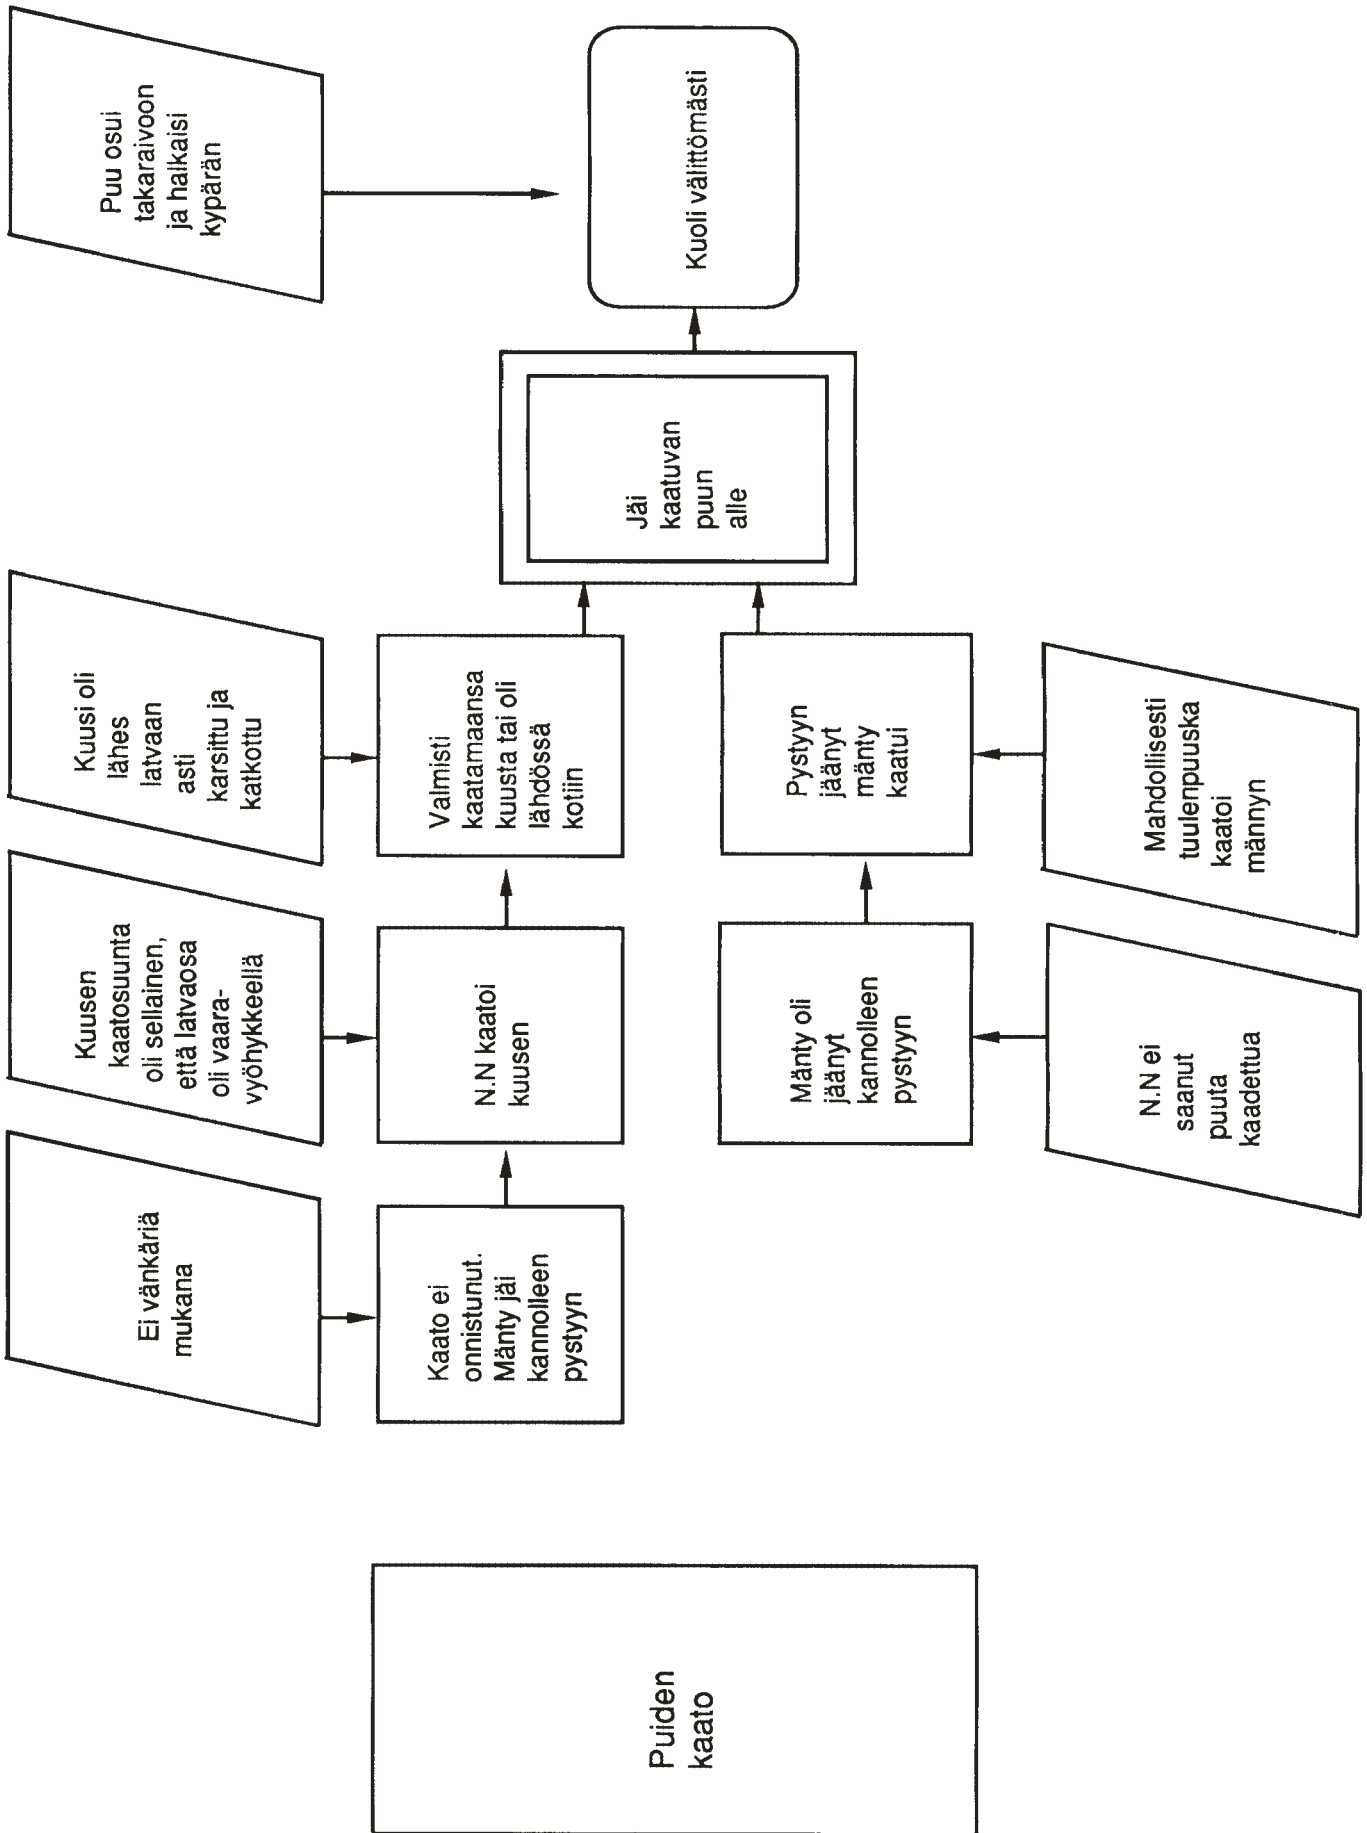 Puiden
kaato
Ei vänkäriä
mukana
Kaato ei
onnistunut.
Mänty jäi
kannolleen
pystyyn
Kuusen
kaatosuunta
oli sellainen,
että latvaosa
oli vaara-
vyöhykkeellä
N.N kaatoi
kuusen
Kuusi oli
lähes
latvaan
asti
karsittu ja
katkottu
Valmisti
kaatamaansa
kuusta tai oli
lähdössä
kotiin
Mänty oli
jäänyt
kannolleen
pystyyn
N.N ei
saanut
puuta
kaadettua
Pystyyn
jäänyt
mänty
kaatui
Mahdollisesti
tuulenpuuska
kaatoi
männyn
Jäi
kaatuvan
puun
alle
Puu osui
takaraivoon
ja halkaisi
kypärän
Kuoli välittömästi